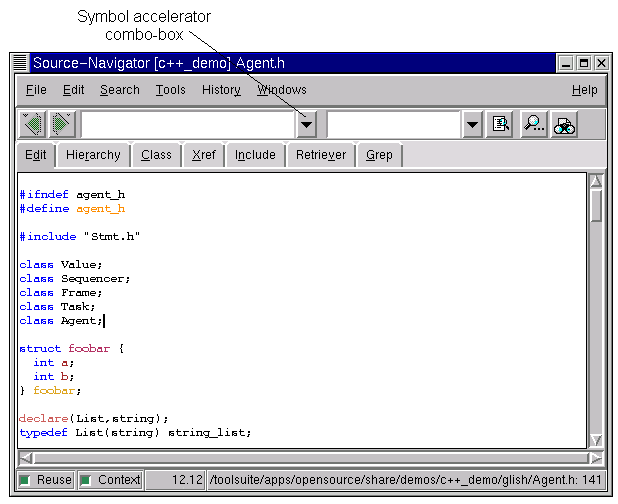 Symbol accelerator
combo-box
Source-Navigator [c++_demo] Agent.h
File Edit Search Tools History Windows Help
Edit Hierarchy Class Xref Include Retriever Grep
#ifndef agent_h
#define agent_h
#include "Stmt.h"
class Value;
class Sequencer;
class Frame;
class Task;
class Agent;
struct foobar {
int a;
int b;
} foobar;
declare(List,string);
typedef List(string) string_list;
Reuse Context 12.12 /toolsuite/apps/opensource/share/demos/c++_demo/glish/Agent.h: 141